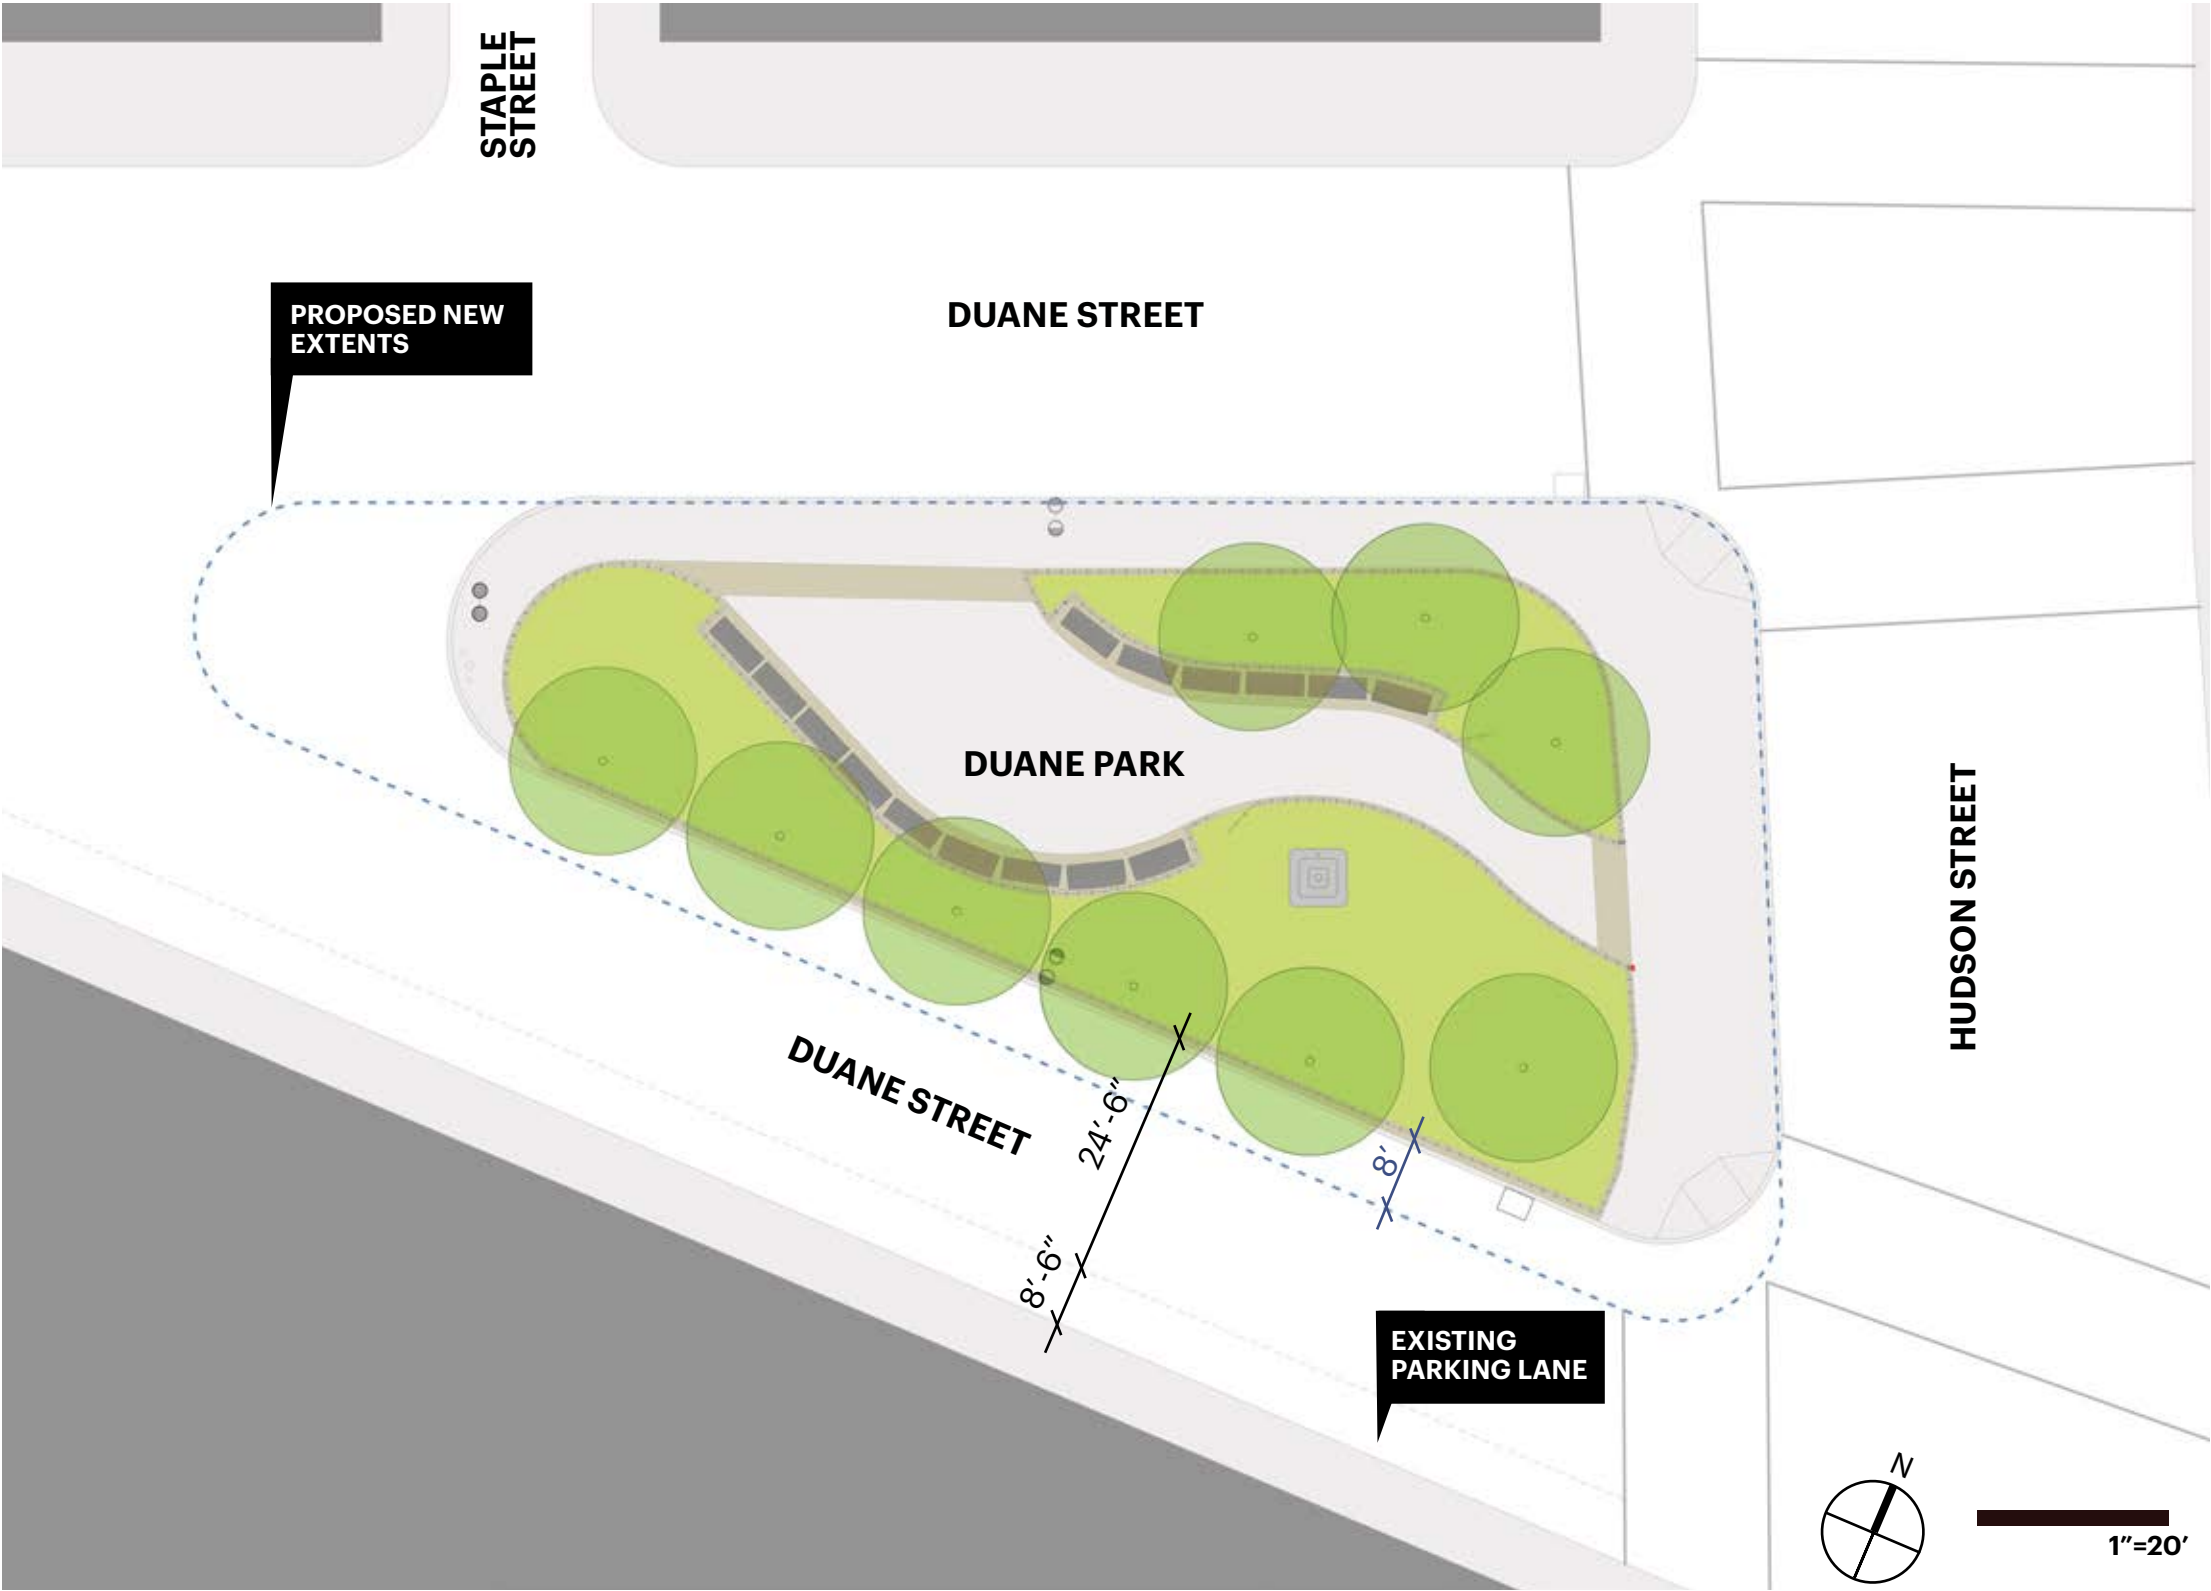 STAPLE
STREET
PROPOSED NEW
EXTENTS
DUANE STREET
DUANE PARK
HUDSON STREET
DUANE STREET
24′-6″
8′
8′-6″
EXISTING
PARKING LANE
N
1”=20’